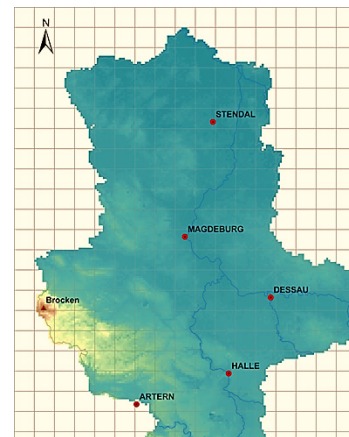 N
STENDAL
MAGDEBURG
DESSAU
Brocken
HALLE
ARTERN